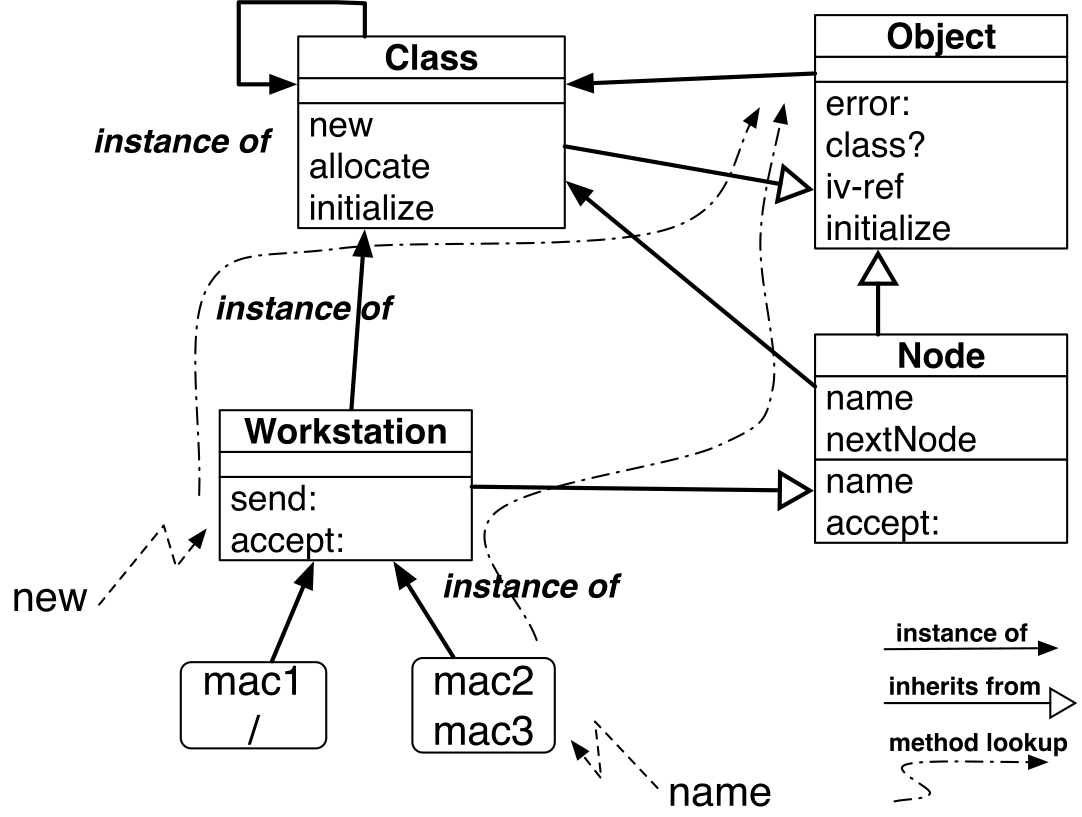 Class
new
allocate
initialize
instance of
Object
error:
class?
iv-ref
initialize
instance of
Node
name
nextNode
name
accept:
Workstation
send:
accept:
new
instance of
mac1
/
mac2
mac3
name
instance of
inherits from
method lookup